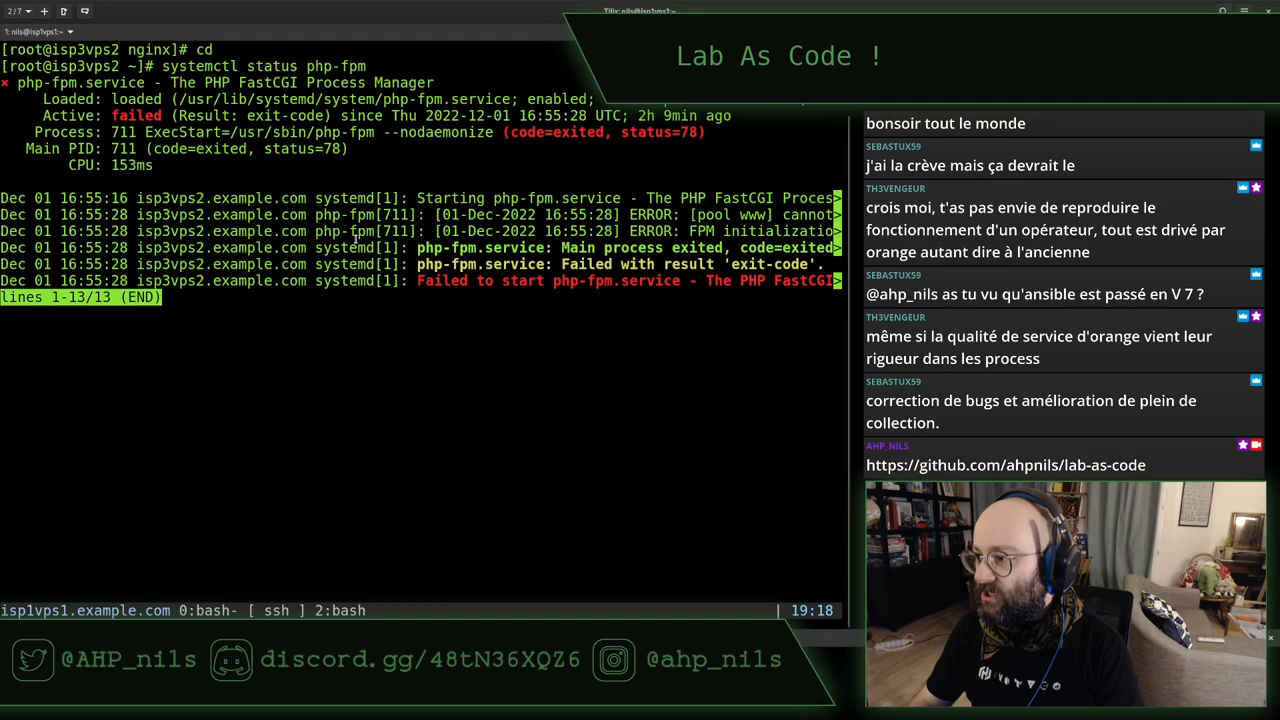 2/7
Tilix: nils@isp1vps1:~
1: nils@isp1vps1:~
[root@isp3vps2 nginx]# cd
[root@isp3vps2 ~]# systemctl status php-fpm
× php-fpm.service - The PHP FastCGI Process Manager
Loaded: loaded (/usr/lib/systemd/system/php-fpm.service; enabled;
Active: failed (Result: exit-code) since Thu 2022-12-01 16:55:28 UTC; 2h 9min ago
Process: 711 ExecStart=/usr/sbin/php-fpm --nodaemonize (code=exited, status=78)
Main PID: 711 (code=exited, status=78)
CPU: 153ms
Dec 01 16:55:16 isp3vps2.example.com systemd[1]: Starting php-fpm.service - The PHP FastCGI Proces>
Dec 01 16:55:28 isp3vps2.example.com php-fpm[711]: [01-Dec-2022 16:55:28] ERROR: [pool www] cannot>
Dec 01 16:55:28 isp3vps2.example.com php-fpm[711]: [01-Dec-2022 16:55:28] ERROR: FPM initializatio>
Dec 01 16:55:28 isp3vps2.example.com systemd[1]: php-fpm.service: Main process exited, code=exited>
Dec 01 16:55:28 isp3vps2.example.com systemd[1]: php-fpm.service: Failed with result 'exit-code'.
Dec 01 16:55:28 isp3vps2.example.com systemd[1]: Failed to start php-fpm.service - The PHP FastCGI>
lines 1-13/13 (END)
isp1vps1.example.com 0:bash- [ ssh ] 2:bash | 19:18
Lab As Code !
bonsoir tout le monde
SEBASTUX59
j'ai la crève mais ça devrait le
TH3VENGEUR
crois moi, t'as pas envie de reproduire le
fonctionnement d'un opérateur, tout est drivé par
orange autant dire à l'ancienne
SEBASTUX59
@ahp_nils as tu vu qu'ansible est passé en V 7 ?
TH3VENGEUR
même si la qualité de service d'orange vient leur
rigueur dans les process
SEBASTUX59
correction de bugs et amélioration de plein de
collection.
AHP_NILS
https://github.com/ahpnils/lab-as-code
@AHP_nils discord.gg/48tN36XQZ6 @ahp_nils